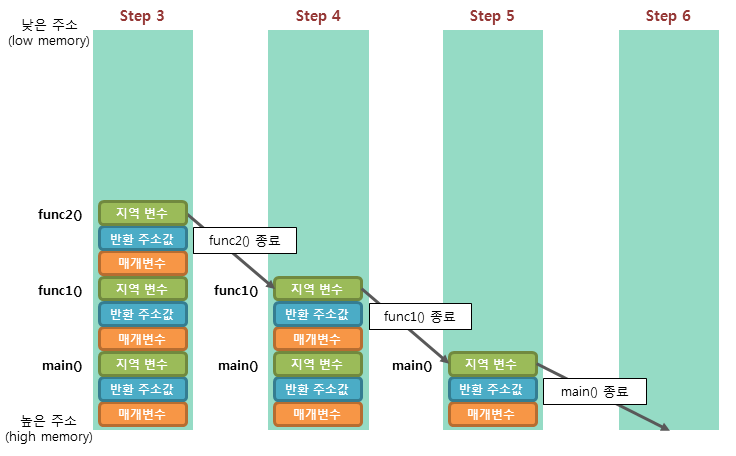 Step 3
Step 4
Step 5
Step 6
낮은 주소
(low memory)
func2()
지역 변수
반환 주소값
매개변수
func2() 종료
func1()
지역 변수
반환 주소값
매개변수
func1()
지역 변수
반환 주소값
매개변수
func1() 종료
main()
지역 변수
반환 주소값
매개변수
main()
지역 변수
반환 주소값
매개변수
main()
지역 변수
반환 주소값
매개변수
main() 종료
높은 주소
(high memory)